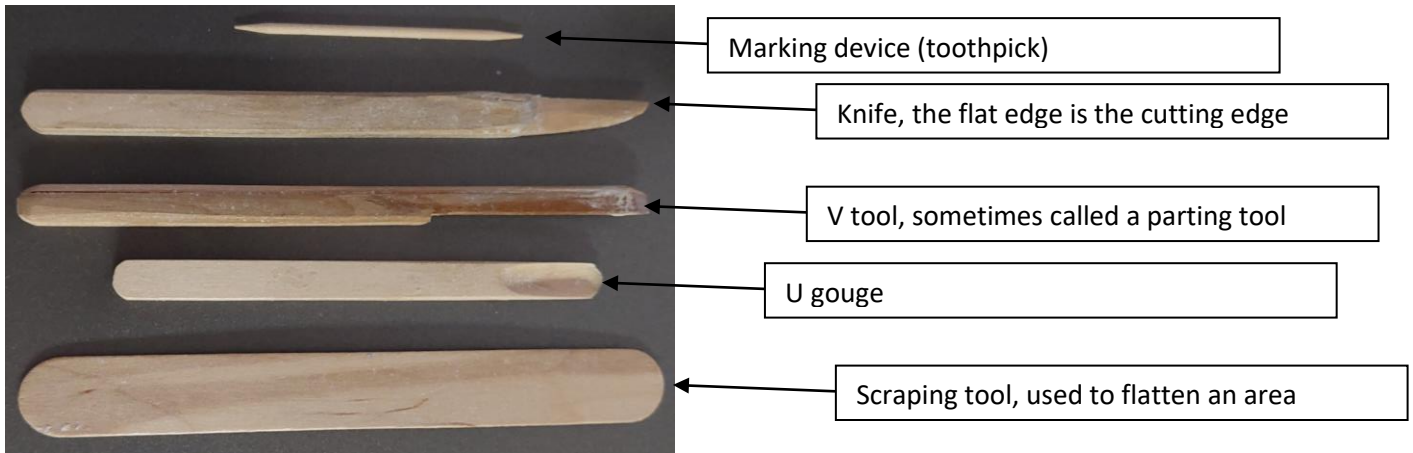 Marking device (toothpick)
Knife, the flat edge is the cutting edge
V tool, sometimes called a parting tool
U gouge
Scraping tool, used to flatten an area